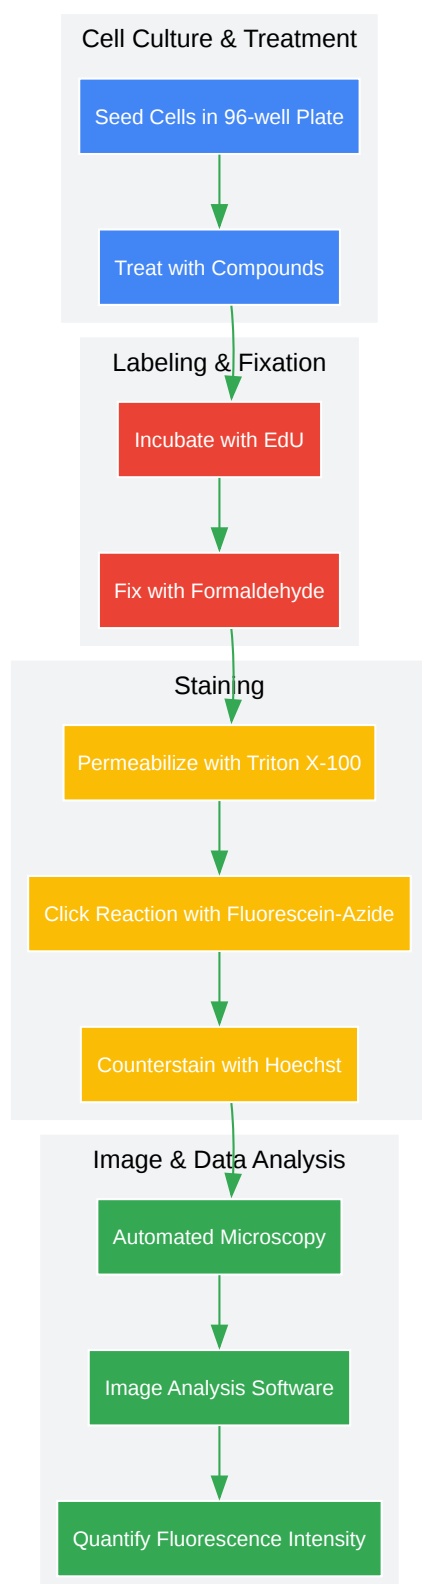 Cell Culture & Treatment
Seed Cells in 96-well Plate
Treat with Compounds
Labeling & Fixation
Incubate with EdU
Fix with Formaldehyde
Staining
Permeabilize with Triton X-100
Click Reaction with Fluorescein-Azide
Counterstain with Hoechst
Image & Data Analysis
Automated Microscopy
Image Analysis Software
Quantify Fluorescence Intensity